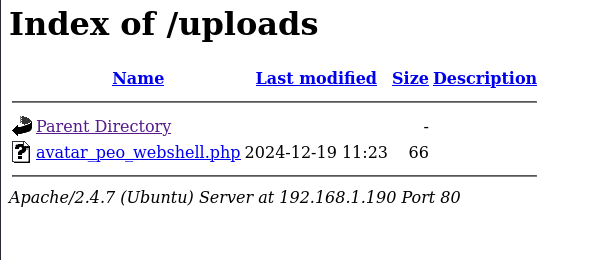 Index of /uploads
Name Last modified Size Description
Parent Directory -
avatar_peo_webshell.php 2024-12-19 11:23 66
Apache/2.4.7 (Ubuntu) Server at 192.168.1.190 Port 80